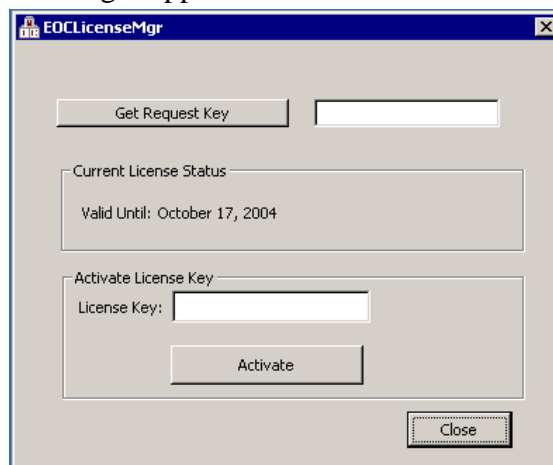 EOCLicenseMgr
Get Request Key
Current License Status
Valid Until: October 17, 2004
Activate License Key
License Key:
Activate
Close